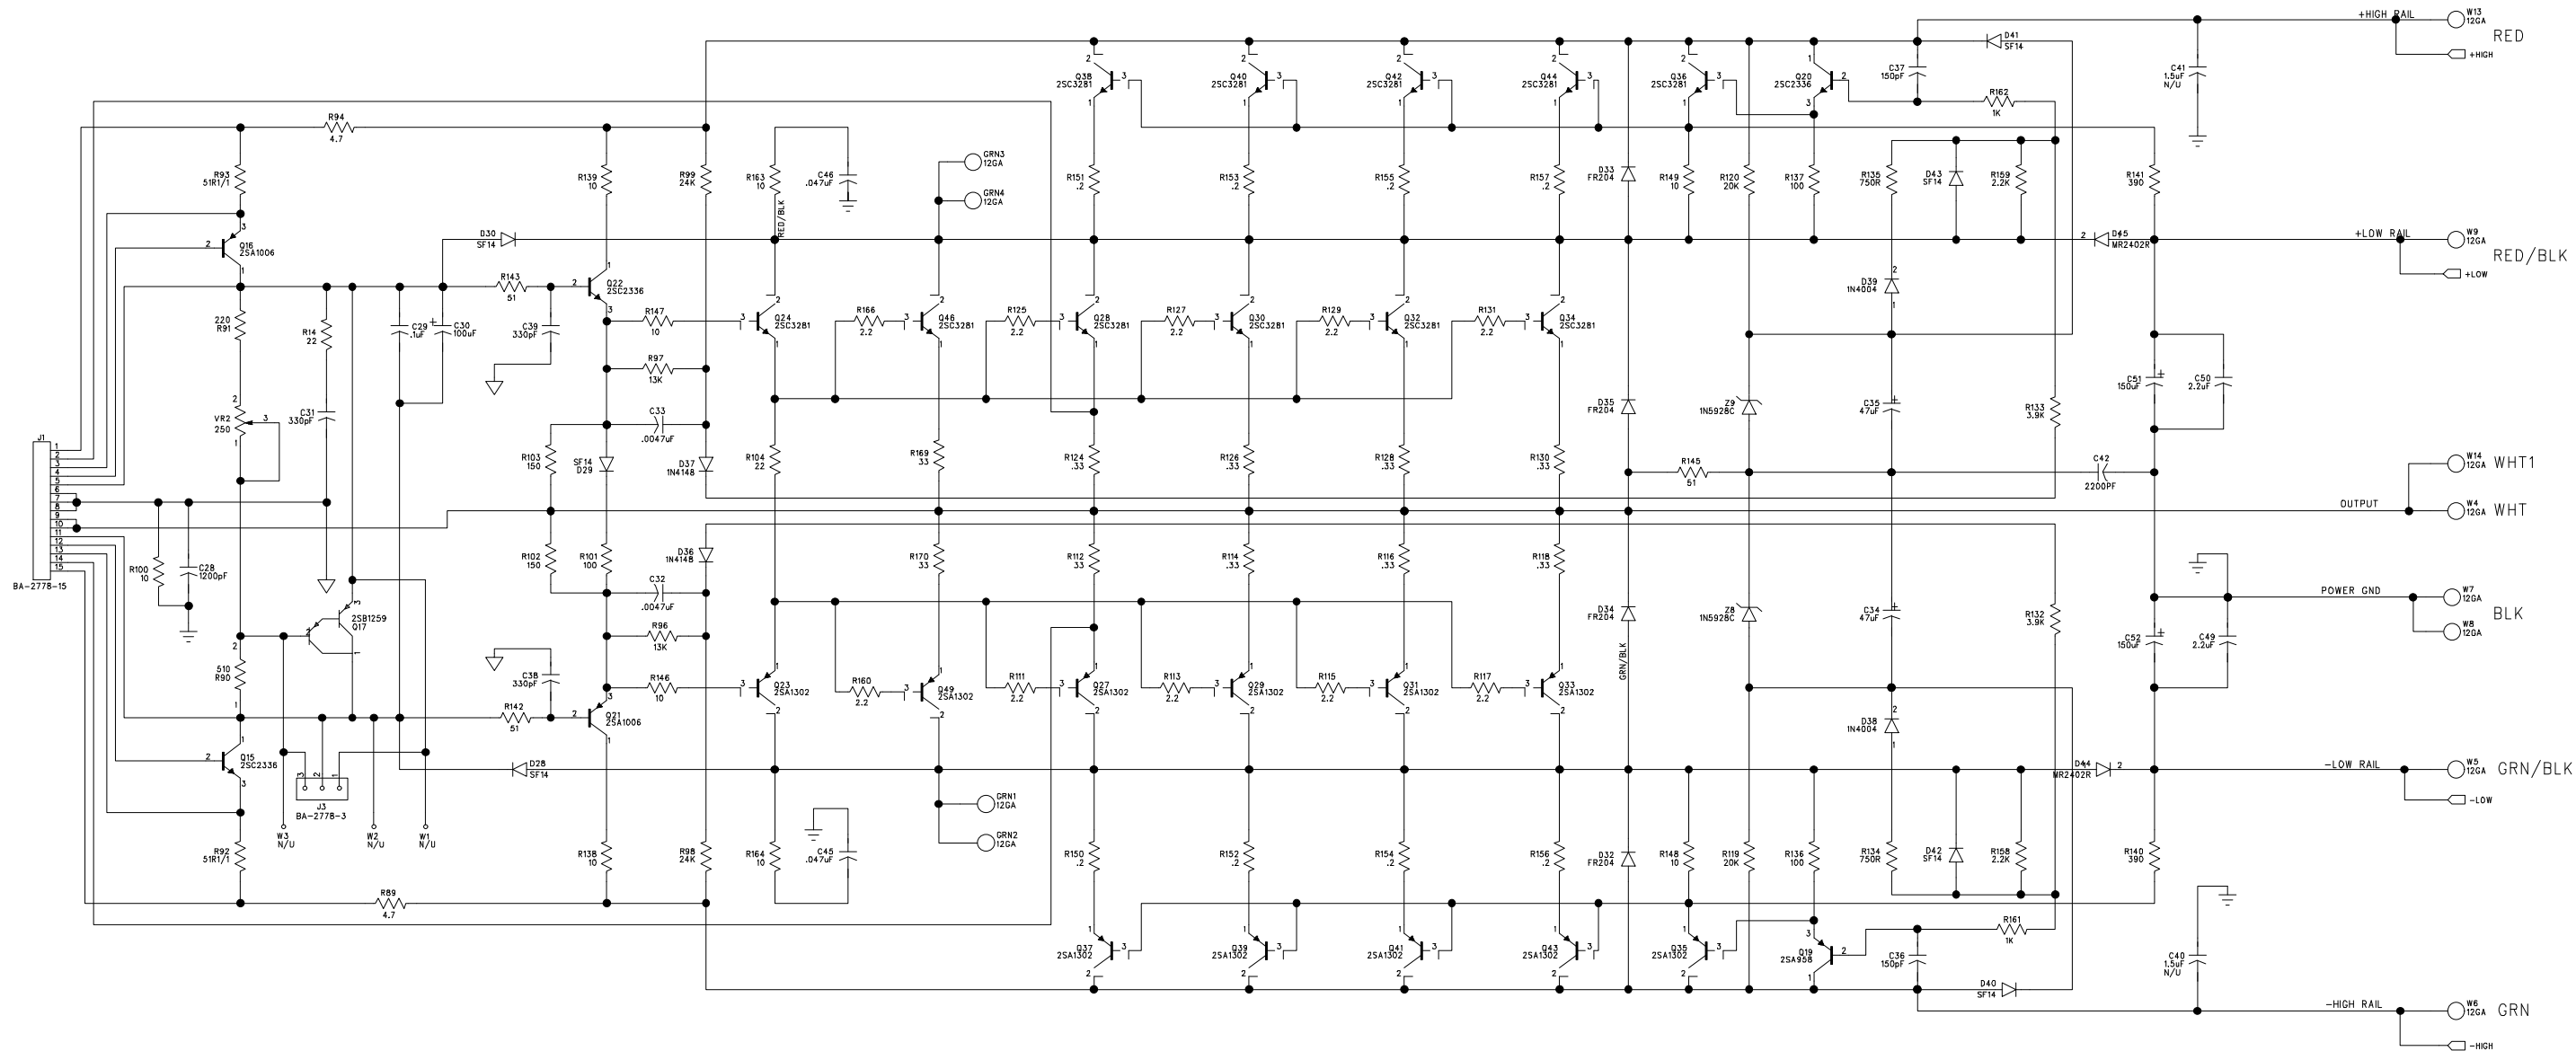 +HIGH RAIL
W13
12GA
RED
+HIGH
D41
SF14
C41
1.5uF
N/U
C37
150pF
R162
1K
Q38
2SC3281
Q40
2SC3281
Q42
2SC3281
Q44
2SC3281
Q36
2SC3281
Q20
2SC2336
R94
4.7
GRN3
12GA
GRN4
12GA
R93
51R1/1
R139
10
R99
24K
R163
10
C46
.047uF
RED/BLK
R151
.2
R153
.2
R155
.2
R157
.2
D33
FR204
R149
10
R120
20K
R137
100
R135
750R
D43
SF14
R159
2.2K
R141
390
Q16
2SA1006
D30
SF14
D45
MR2402R
+LOW RAIL
W9
12GA
RED/BLK
+LOW
R143
51
Q22
2SC2336
D39
1N4004
220
R91
R14
22
C29
.1uF
C30
100uF
C39
330pF
R147
10
Q24
2SC3281
R166
2.2
Q46
2SC3281
R125
2.2
Q28
2SC3281
R127
2.2
Q30
2SC3281
R129
2.2
Q32
2SC3281
R131
2.2
Q34
2SC3281
R97
13K
VR2
250
C31
330pF
C33
.0047uF
D35
FR204
Z9
1N5928C
C35
47uF
R133
3.9K
C51
150uF
C50
2.2uF
J1
1
2
3
4
5
6
7
8
9
10
11
12
13
14
15
BA-2778-15
R103
150
SF14
D29
D37
1N4148
R104
22
R169
33
R124
.33
R126
.33
R128
.33
R130
.33
R145
51
C42
2200PF
W14
12GA
WHT1
OUTPUT
W4
12GA
WHT
R100
10
C28
1200pF
R102
150
R101
100
D36
1N4148
R170
33
R112
33
R114
.33
R116
.33
R118
.33
C32
.0047uF
2SB1259
Q17
D34
FR204
GRN/BLK
Z8
1N5928C
C34
47uF
R132
3.9K
POWER GND
W7
12GA
BLK
W8
12GA
C52
150uF
C49
2.2uF
R96
13K
510
R90
C38
330pF
R146
10
Q23
2SA1302
R160
2.2
Q49
2SA1302
R111
2.2
Q27
2SA1302
R113
2.2
Q29
2SA1302
R115
2.2
Q31
2SA1302
R117
2.2
Q33
2SA1302
R142
51
Q21
2SA1006
D38
1N4004
Q15
2SC2336
D28
SF14
D44
MR2402R
-LOW RAIL
W5
12GA
GRN/BLK
-LOW
J3
BA-2778-3
GRN1
12GA
GRN2
12GA
W3
N/U
W2
N/U
W1
N/U
R92
51R1/1
R138
10
R98
24K
R164
10
C45
.047uF
R150
.2
R152
.2
R154
.2
R156
.2
D32
FR204
R148
10
R119
20K
R136
100
R134
750R
D42
SF14
R158
2.2K
R140
390
R89
4.7
R161
1K
Q37
2SA1302
Q39
2SA1302
Q41
2SA1302
Q43
2SA1302
Q35
2SA1302
Q19
2SA958
C36
150pF
C40
1.5uF
N/U
D40
SF14
-HIGH RAIL
W6
12GA
GRN
-HIGH